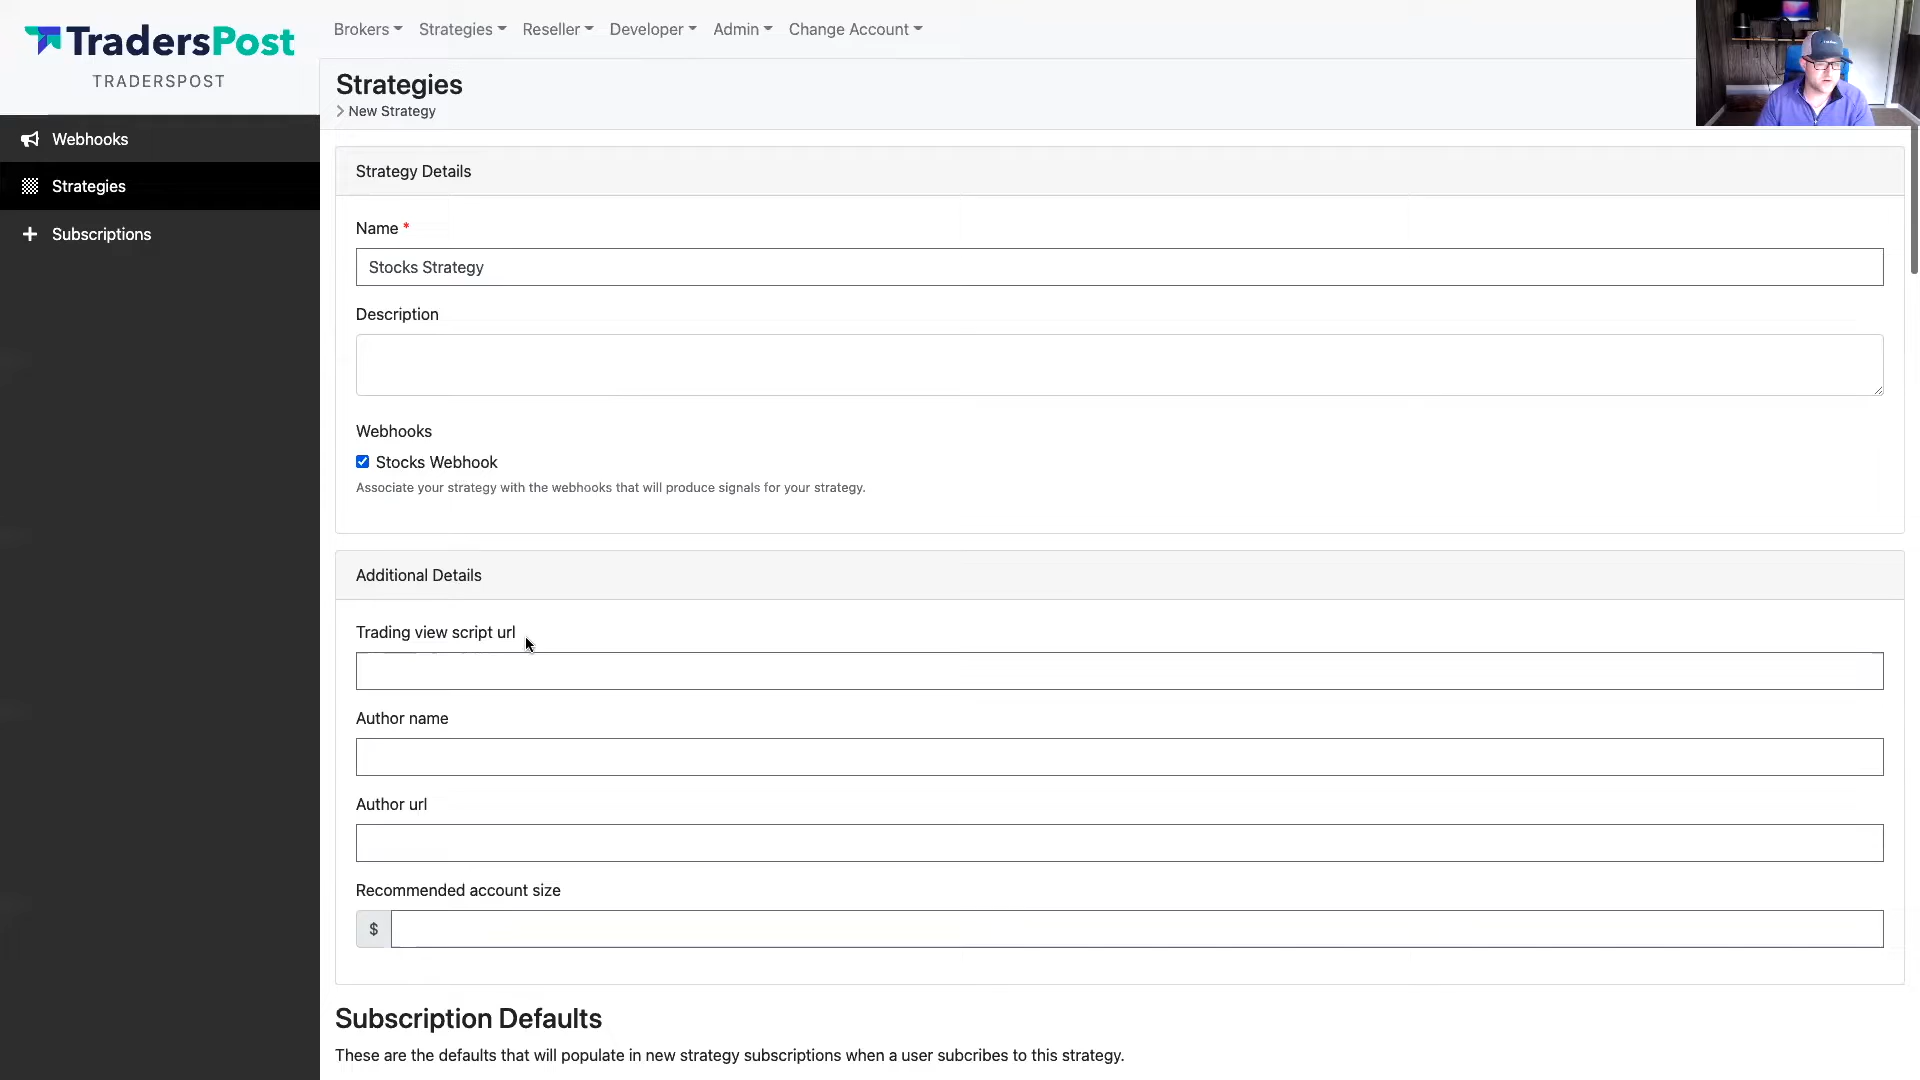 TradersPost
TRADERSPOST
Webhooks
Strategies
Subscriptions
Brokers Strategies Reseller Developer Admin Change Account
Strategies
New Strategy
Strategy Details
Name *
Stocks Strategy
Description
Webhooks
Stocks Webhook
Associate your strategy with the webhooks that will produce signals for your strategy.
Additional Details
Trading view script url
Author name
Author url
Recommended account size
$
Subscription Defaults
These are the defaults that will populate in new strategy subscriptions when a user subcribes to this strategy.